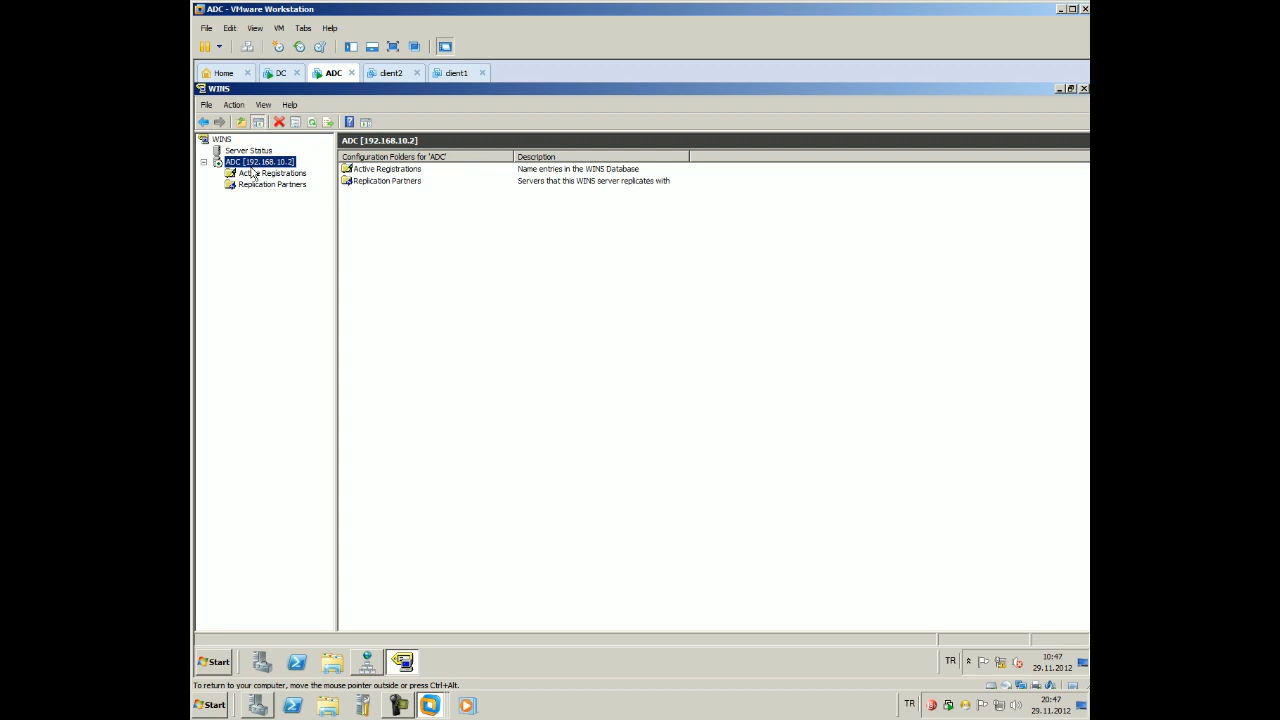 ADC - VMware Workstation
File Edit View VM Tabs Help
Home DC ADC client2 client1
WINS
File Action View Help
WINS
Server Status
ADC [192.168.10.2]
Active Registrations
Replication Partners
ADC [192.168.10.2]
Configuration Folders for 'ADC' Description
Active Registrations Name entries in the WINS Database
Replication Partners Servers that this WINS server replicates with
Start TR 10:47
29.11.2012
To return to your computer, move the mouse pointer outside or press Ctrl+Alt.
Start TR 20:47
29.11.2012